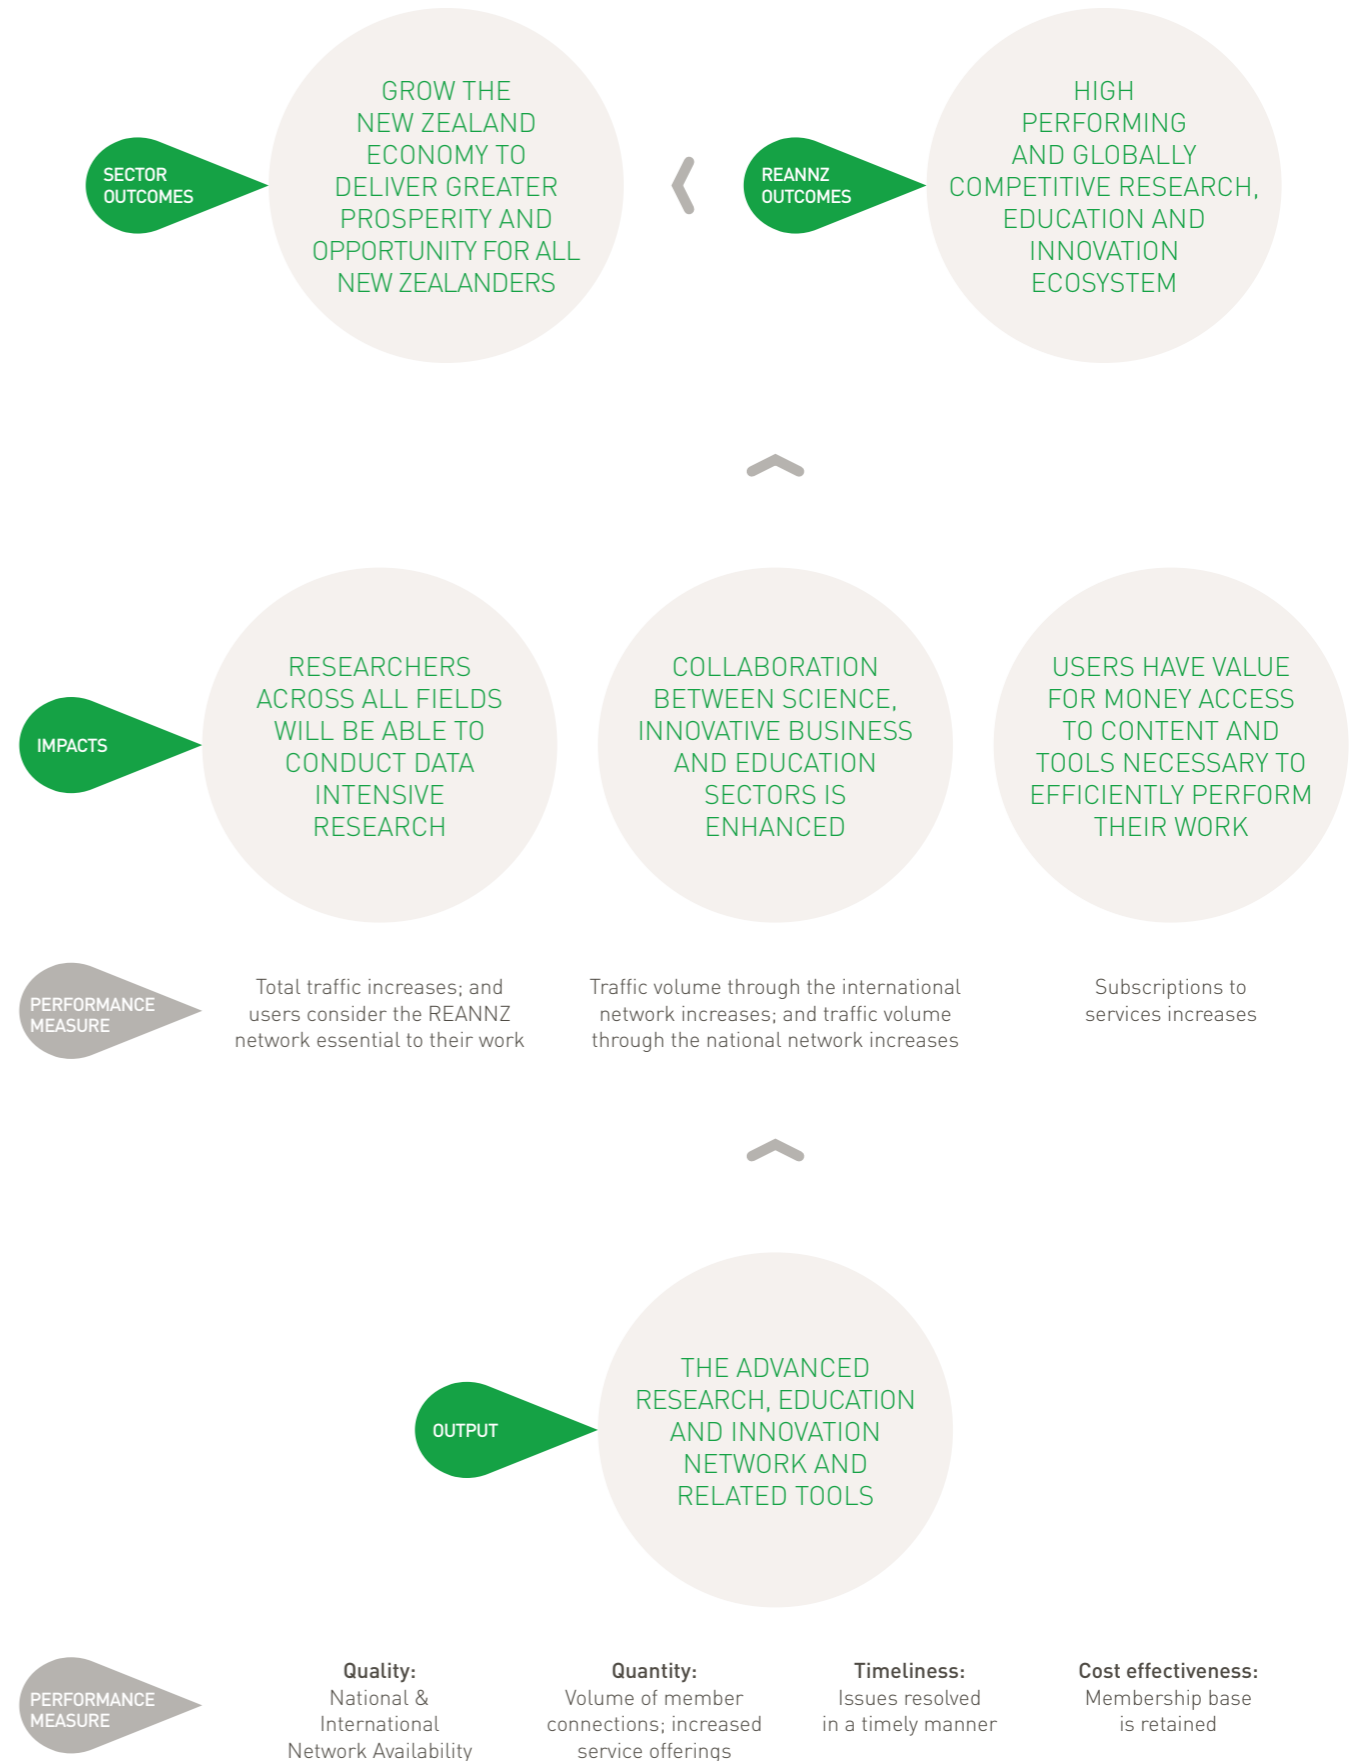 SECTOR
OUTCOMES
GROW THE
NEW ZEALAND
ECONOMY TO
DELIVER GREATER
PROSPERITY AND
OPPORTUNITY FOR ALL
NEW ZEALANDERS
REANNZ
OUTCOMES
HIGH
PERFORMING
AND GLOBALLY
COMPETITIVE RESEARCH,
EDUCATION AND
INNOVATION
ECOSYSTEM
IMPACTS
RESEARCHERS
ACROSS ALL FIELDS
WILL BE ABLE TO
CONDUCT DATA
INTENSIVE
RESEARCH
COLLABORATION
BETWEEN SCIENCE,
INNOVATIVE BUSINESS
AND EDUCATION
SECTORS IS
ENHANCED
USERS HAVE VALUE
FOR MONEY ACCESS
TO CONTENT AND
TOOLS NECESSARY TO
EFFICIENTLY PERFORM
THEIR WORK
PERFORMANCE
MEASURE
Total traffic increases; and
users consider the REANNZ
network essential to their work
Traffic volume through the international
network increases; and traffic volume
through the national network increases
Subscriptions to
services increases
OUTPUT
THE ADVANCED
RESEARCH, EDUCATION
AND INNOVATION
NETWORK AND
RELATED TOOLS
PERFORMANCE
MEASURE
Quality:
National &
International
Network Availability
Quantity:
Volume of member
connections; increased
service offerings
Timeliness:
Issues resolved
in a timely manner
Cost effectiveness:
Membership base
is retained